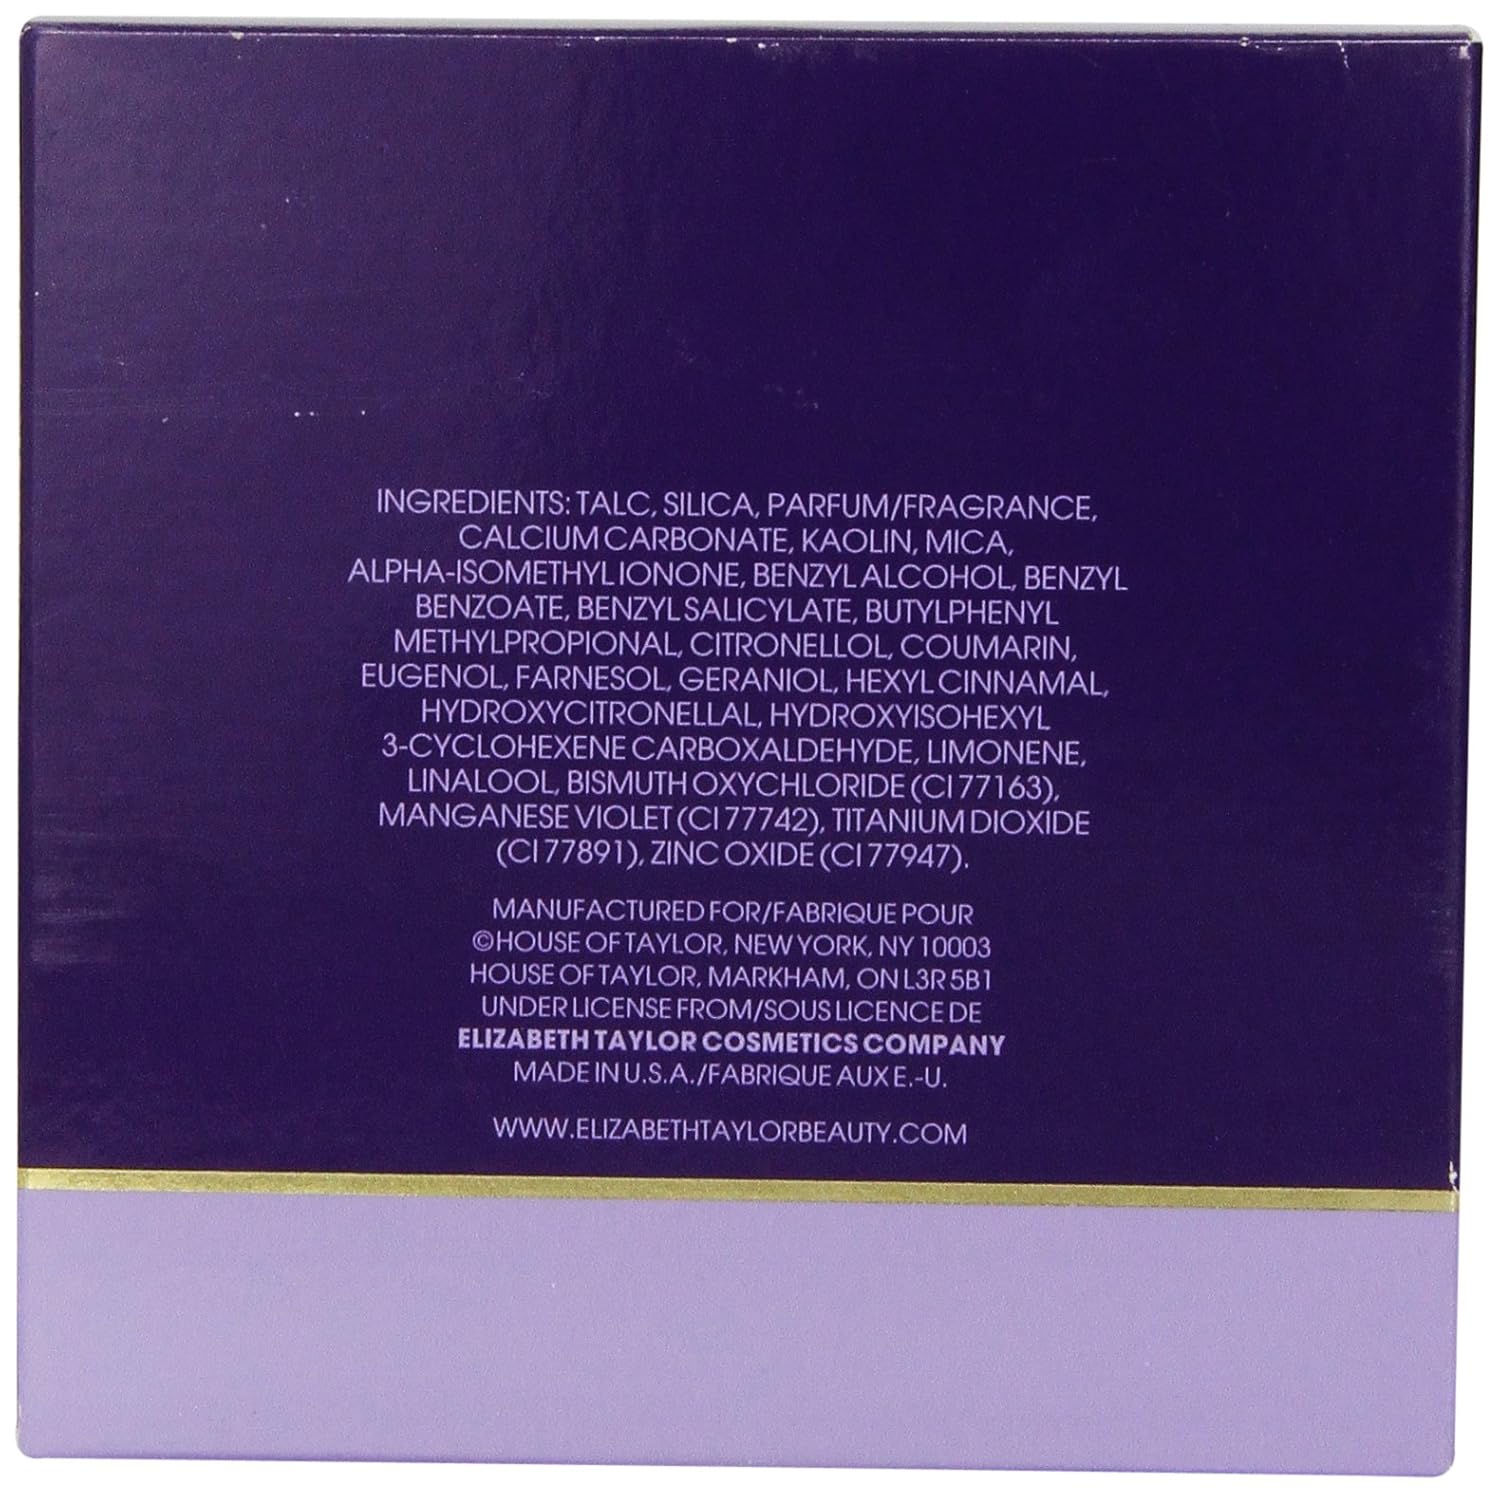 INGREDIENTS: TALC, SILICA, PARFUM/FRAGRANCE,
CALCIUM CARBONATE, KAOLIN, MICA,
ALPHA-ISOMETHYL IONONE, BENZYL ALCOHOL, BENZYL
BENZOATE, BENZYL SALICYLATE, BUTYLPHENYL
METHYLPROPIONAL, CITRONELLOL, COUMARIN,
EUGENOL, FARNESOL, GERANIOL, HEXYL CINNAMAL,
HYDROXYCITRONELLAL, HYDROXYISOHEXYL
3-CYCLOHEXENE CARBOXALDEHYDE, LIMONENE,
LINALOOL, BISMUTH OXYCHLORIDE (CI 77163),
MANGANESE VIOLET (CI 77742), TITANIUM DIOXIDE
(CI 77891), ZINC OXIDE (CI 77947).
MANUFACTURED FOR/FABRIQUE POUR
©HOUSE OF TAYLOR, NEW YORK, NY 10003
HOUSE OF TAYLOR, MARKHAM, ON L3R 5B1
UNDER LICENSE FROM/SOUS LICENCE DE
ELIZABETH TAYLOR COSMETICS COMPANY
MADE IN U.S.A./FABRIQUE AUX E.-U.
WWW.ELIZABETHTAYLORBEAUTY.COM